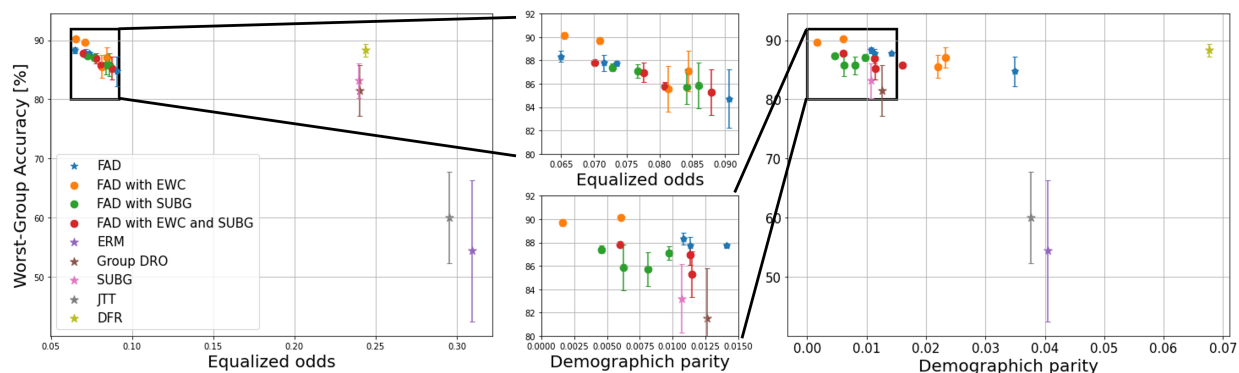 Worst-Group Accuracy [%]
90
80
70
60
50
0.05 0.10 0.15 0.20 0.25 0.30
Equalized odds
FAD
FAD with EWC
FAD with SUBG
FAD with EWC and SUBG
ERM
Group DRO
SUBG
JTT
DFR
92
90
88
86
84
82
80
0.065 0.070 0.075 0.080 0.085 0.090
Equalized odds
92
90
88
86
84
82
80
0.0000 0.0025 0.0050 0.0075 0.0100 0.0125 0.0150
Demographich parity
90
80
70
60
50
0.00 0.01 0.02 0.03 0.04 0.05 0.06 0.07
Demographich parity